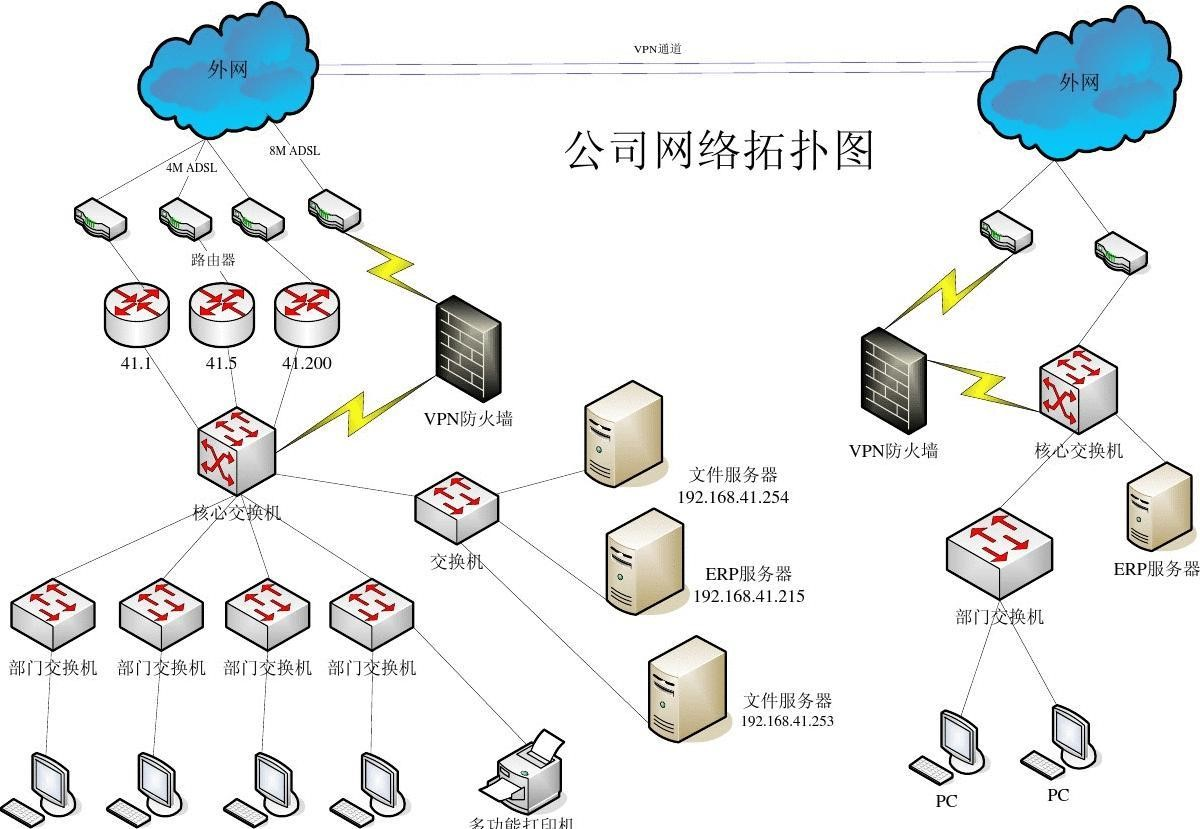 VPN通道
外网
外网
公司网络拓扑图
8M ADSL
4M ADSL
路由器
41.1
41.5
41.200
VPN防火墙
VPN防火墙
核心交换机
文件服务器
192.168.41.254
核心交换机
交换机
ERP服务器
192.168.41.215
ERP服务器
部门交换机
部门交换机
部门交换机
部门交换机
部门交换机
文件服务器
192.168.41.253
PC
PC
多功能打印机